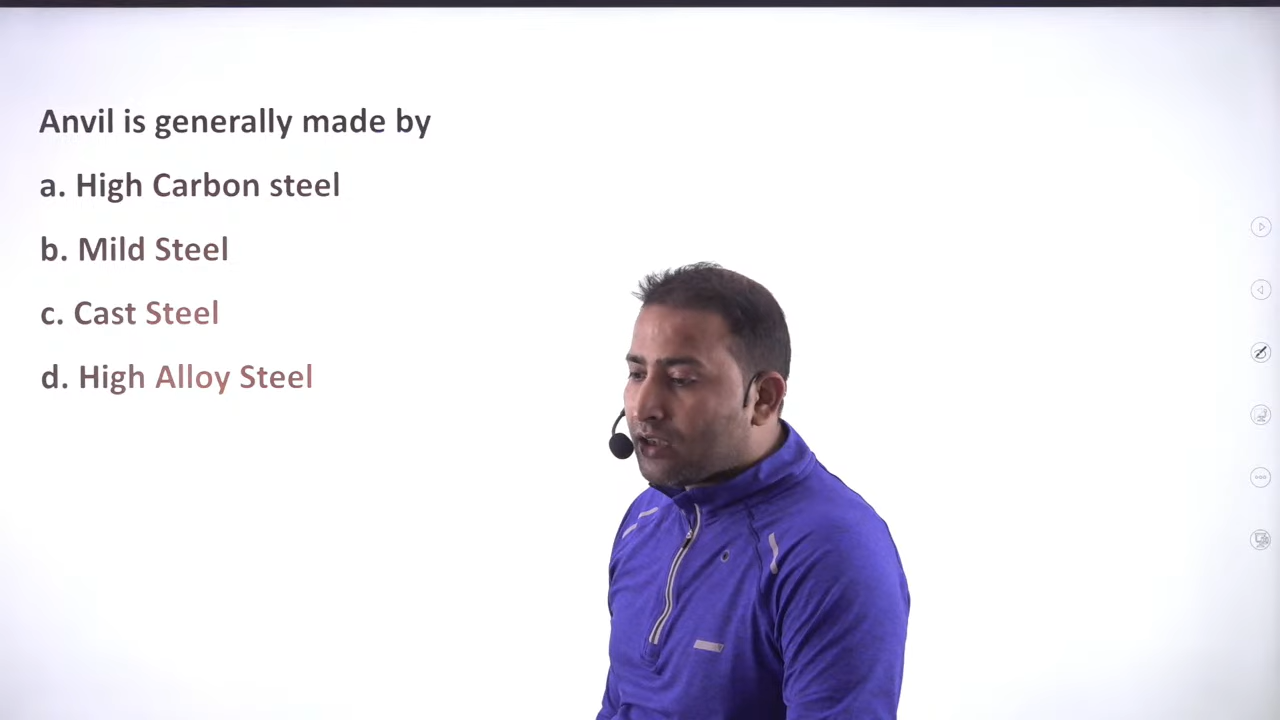 Anvil is generally made by
a. High Carbon steel
b. Mild Steel
c. Cast Steel
d. High Alloy Steel